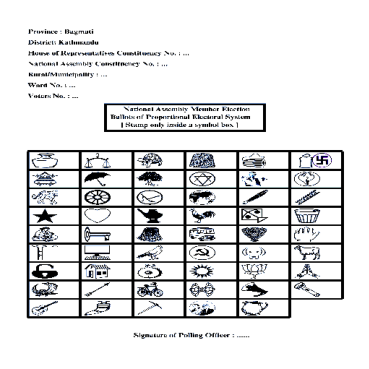 Province : Bagmati
District: Kathmandu
House of Representatives Constituency No. : ...
National Assembly Constituency No. : ...
Rural/Municipality : ...
Word No. : ...
Voters No. : ...
National Assembly Member Election
Ballots of Proportional Electoral System
[ Stamp only inside a symbol box ]
Signature of Polling Officer : ......